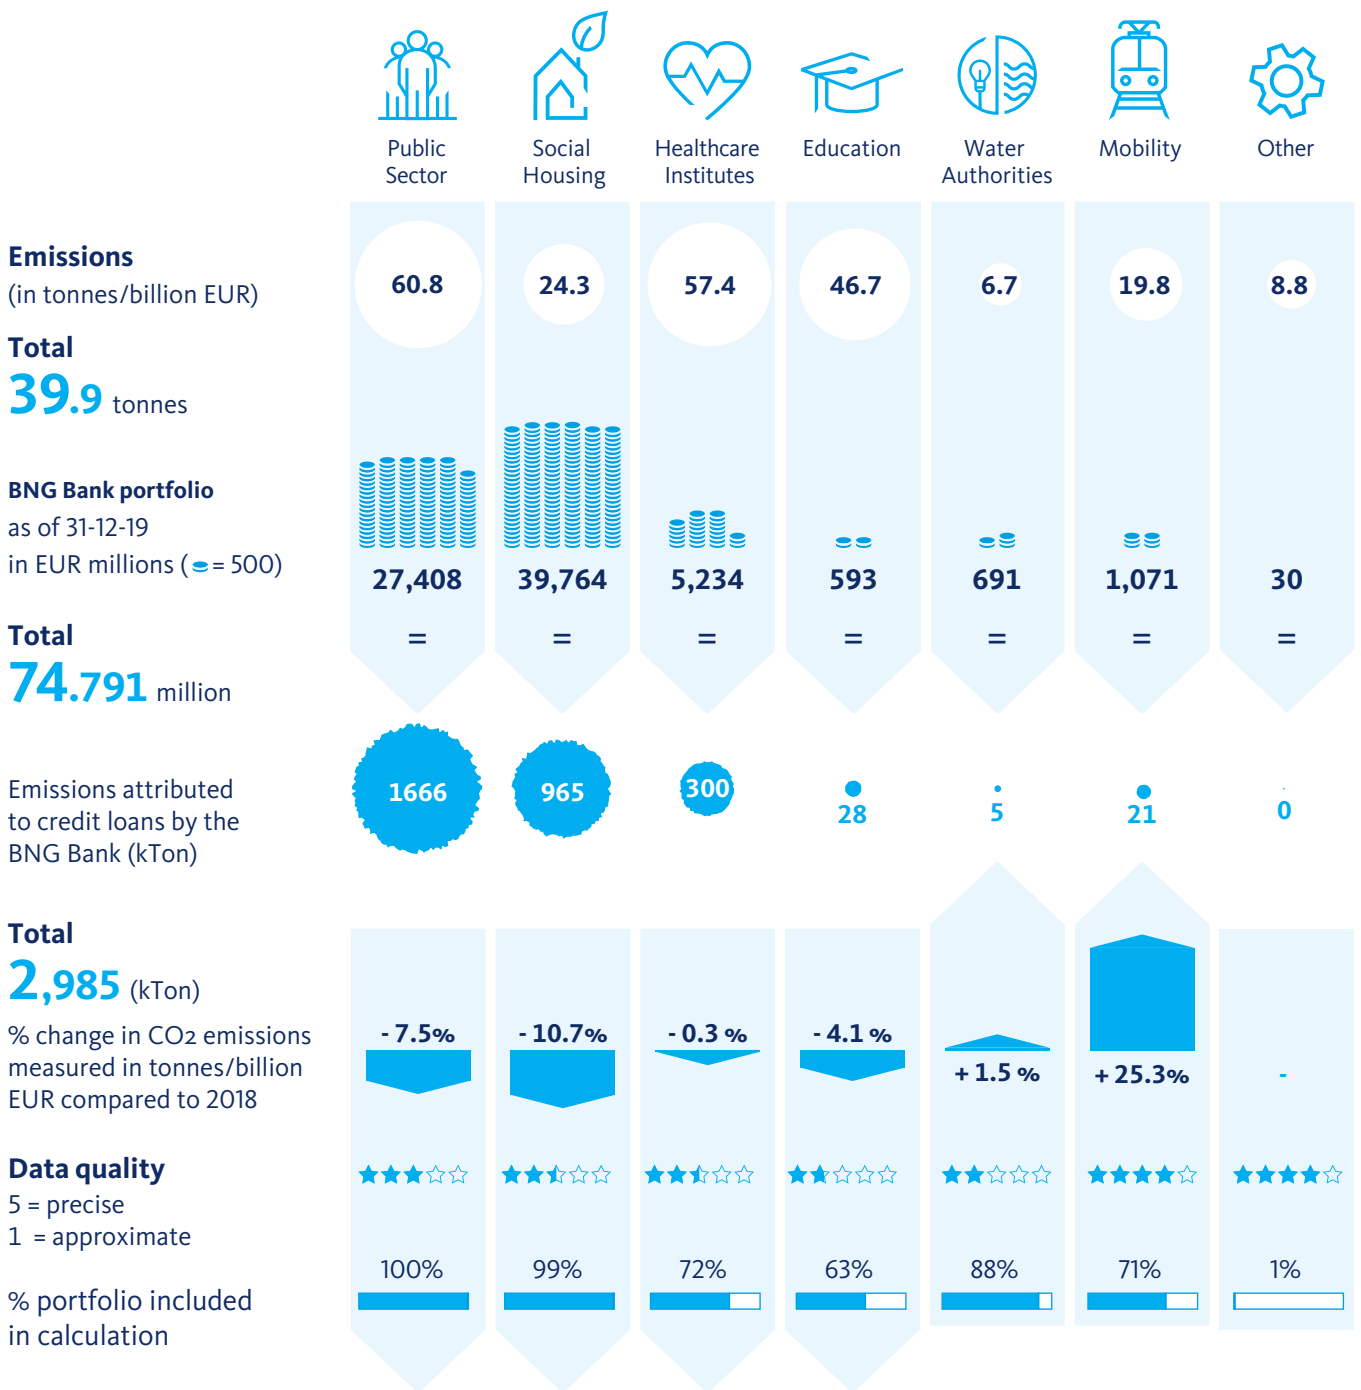 Public
Sector
Social
Housing
Healthcare
Institutes
Education
Water
Authorities
Mobility
Other
Emissions
(in tonnes/billion EUR)
60.8
24.3
57.4
46.7
6.7
19.8
8.8
Total
39.9 tonnes
BNG Bank portfolio
as of 31-12-19
in EUR millions ( = 500)
27,408
39,764
5,234
593
691
1,071
30
= = = = = = =
Total
74.791 million
Emissions attributed
to credit loans by the
BNG Bank (kTon)
1666
965
300
28
5
21
0
Total
2,985 (kTon)
% change in CO2 emissions
measured in tonnes/billion
EUR compared to 2018
- 7.5%
- 10.7%
- 0.3 %
- 4.1 %
+ 1.5 %
+ 25.3%
-
Data quality
5 = precise
1 = approximate
% portfolio included
in calculation
100%
99%
72%
63%
88%
71%
1%